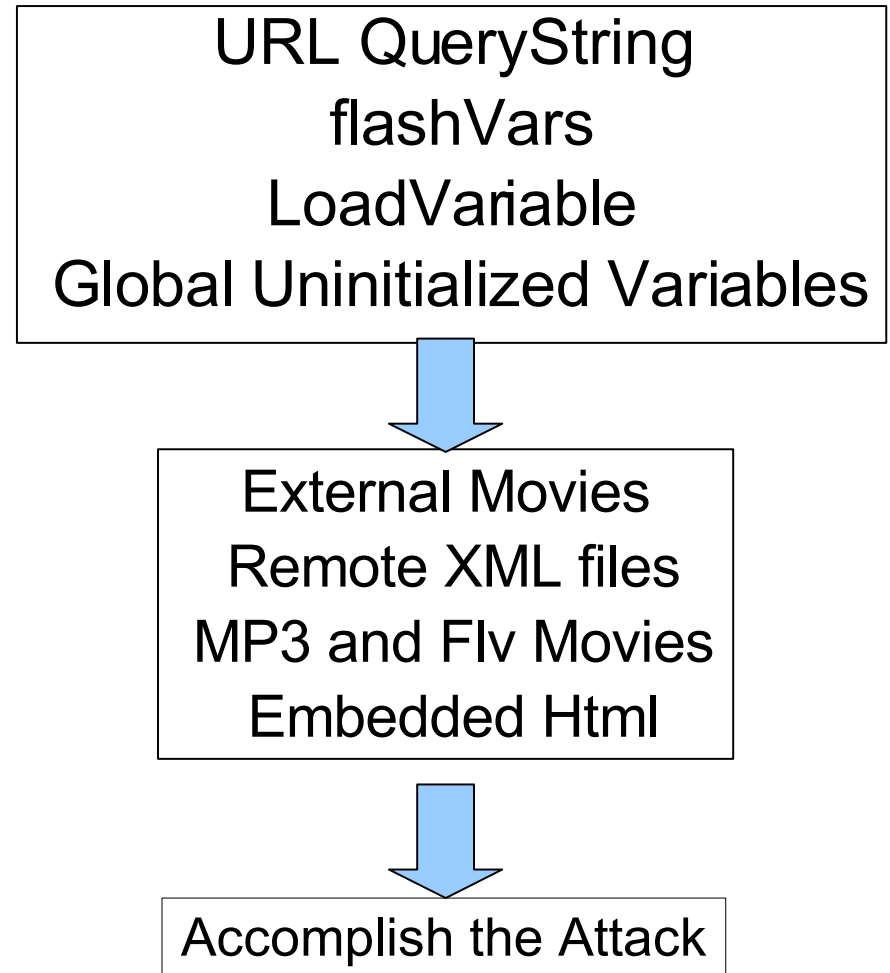 URL QueryString
flashVars
LoadVariable
Global Uninitialized Variables
External Movies
Remote XML files
MP3 and Flv Movies
Embedded Html
Accomplish the Attack